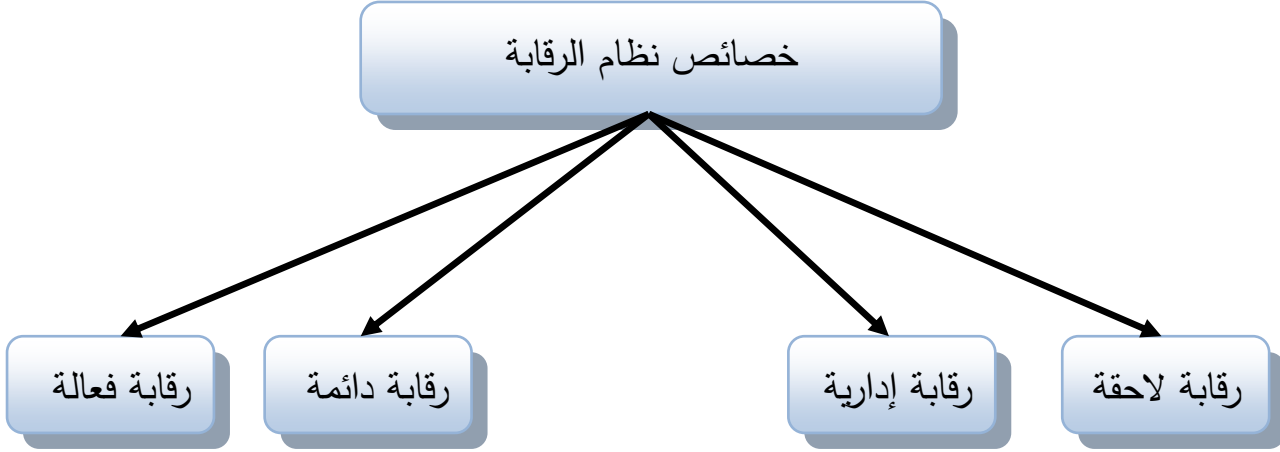 خصائص نظام الرقابة
رقابة لاحقة
رقابة إدارية
رقابة دائمة
رقابة فعالة